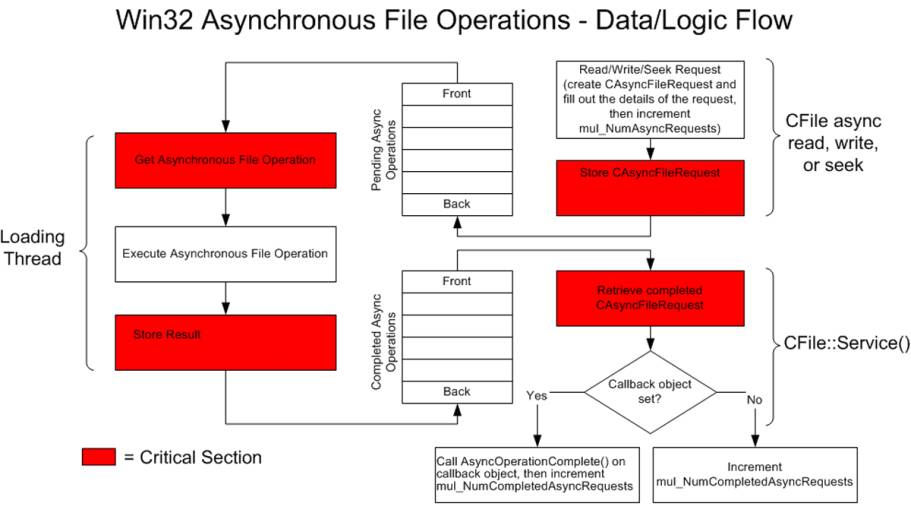 Win32 Asynchronous File Operations - Data/Logic Flow
Read/Write/Seek Request
(create CAsyncFileRequest and
fill out the details of the request,
then increment
mul_NumAsyncRequests)
Store CAsyncFileRequest
CFile async
read, write,
or seek
Pending Async
Operations
Front
Back
Loading
Thread
Get Asynchronous File Operation
Execute Asynchronous File Operation
Store Result
Completed Async
Operations
Front
Back
Retrieve completed
CAsyncFileRequest
Callback object
set?
Yes
No
CFile::Service()
Call AsyncOperationComplete() on
callback object, then increment
mul_NumCompletedAsyncRequests
Increment
mul_NumCompletedAsyncRequests
= Critical Section